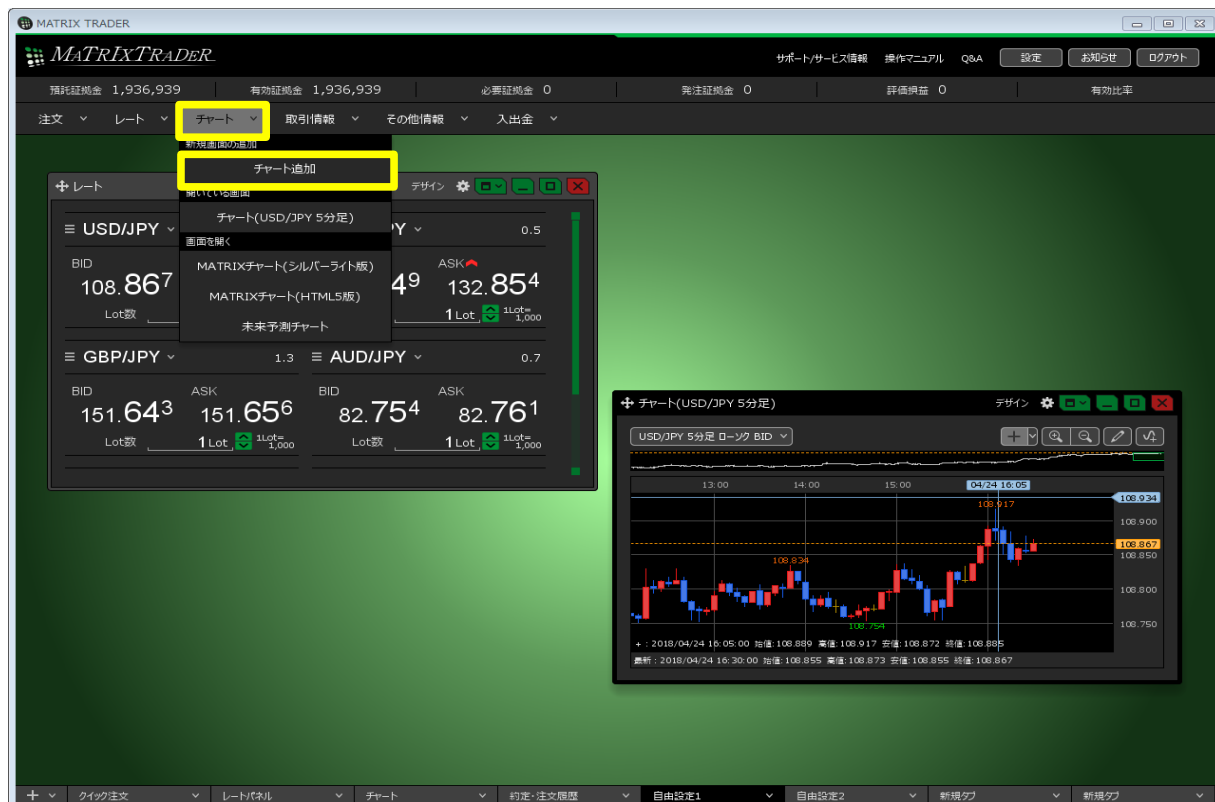 MATRIX TRADER
MATRIXTRADER
サポート/サービス情報 操作マニュアル Q&A 設定 お知らせ ログアウト
預託証拠金 1,936,939 有効証拠金 1,936,939 必要証拠金 0 発注証拠金 0 評価損益 0 有効比率
注文 レート チャート 取引情報 その他情報 入出金
新規画面の追加
チャート追加
開いている画面
チャート(USD/JPY 5分足)
画面を開く
MATRIXチャート(シルバーライト版)
MATRIXチャート(HTML5版)
未来予測チャート
レート デザイン
USD/JPY Y 0.5
BID ASK
108.867 49 132.854
Lot数 1 Lot 1Lot=1,000
GBP/JPY 1.3 AUD/JPY 0.7
BID ASK BID ASK
151.643 151.656 82.754 82.761
Lot数 1 Lot 1Lot=1,000 Lot数 1 Lot 1Lot=1,000
チャート(USD/JPY 5分足) デザイン
USD/JPY 5分足 ローソク BID
13:00 14:00 15:00 04/24 16:05
108.934
108.917
108.900
108.867
108.850
108.834
108.800
108.754
108.750
+ : 2018/04/24 16:05:00 始値:108.889 高値:108.917 安値:108.872 終値:108.885
最新 : 2018/04/24 16:30:00 始値:108.855 高値:108.873 安値:108.855 終値:108.867
クイック注文 レートパネル チャート 約定・注文履歴 自由設定1 自由設定2 新規タブ 新規タブ